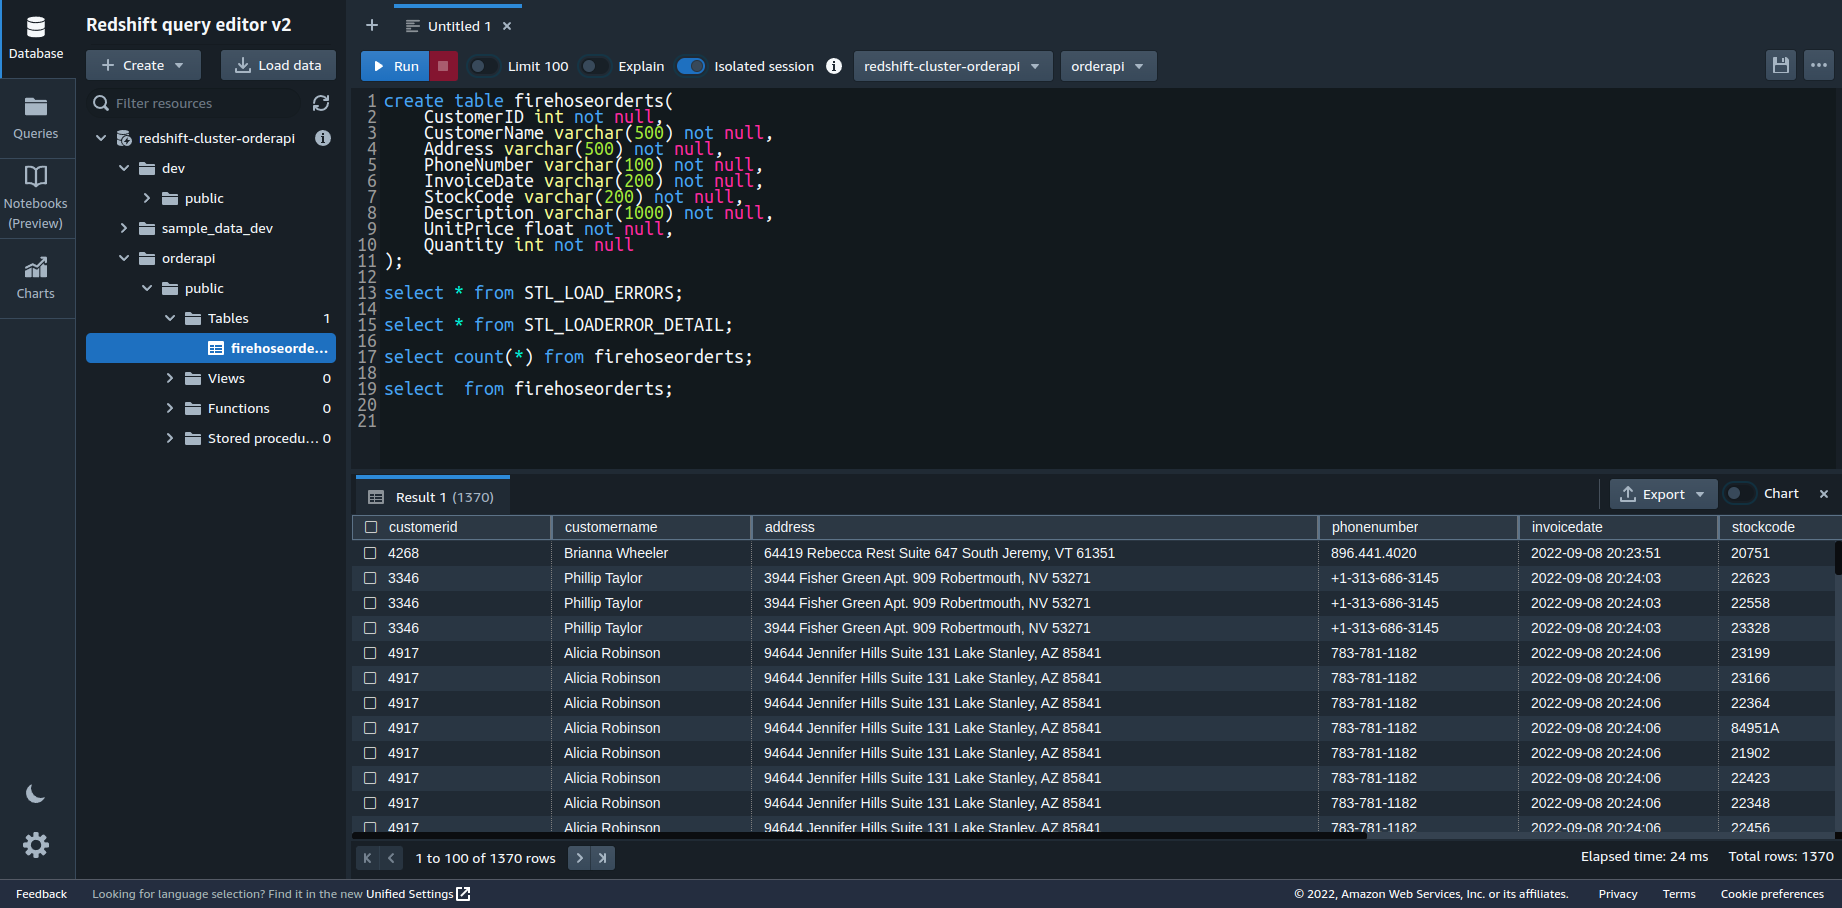 Database
Queries
Notebooks
(Preview)
Charts
Redshift query editor v2
Create
Load data
Filter resources
redshift-cluster-orderapi
dev
public
sample_data_dev
orderapi
public
Tables 1
firehoseorde...
Views 0
Functions 0
Stored procedu... 0
Untitled 1
Run
Limit 100
Explain
Isolated session
redshift-cluster-orderapi
orderapi
1 create table firehoseorderts(
2 CustomerID int not null,
3 CustomerName varchar(500) not null,
4 Address varchar(500) not null,
5 PhoneNumber varchar(100) not null,
6 InvoiceDate varchar(200) not null,
7 StockCode varchar(200) not null,
8 Description varchar(1000) not null,
9 UnitPrice float not null,
10 Quantity int not null
11 );
12
13 select * from STL_LOAD_ERRORS;
14
15 select * from STL_LOADERROR_DETAIL;
16
17 select count(*) from firehoseorderts;
18
19 select  from firehoseorderts;
20
21
Result 1 (1370)
Export
Chart
customerid customername address phonenumber invoicedate stockcode
4268 Brianna Wheeler 64419 Rebecca Rest Suite 647 South Jeremy, VT 61351 896.441.4020 2022-09-08 20:23:51 20751
3346 Phillip Taylor 3944 Fisher Green Apt. 909 Robertmouth, NV 53271 +1-313-686-3145 2022-09-08 20:24:03 22623
3346 Phillip Taylor 3944 Fisher Green Apt. 909 Robertmouth, NV 53271 +1-313-686-3145 2022-09-08 20:24:03 22558
3346 Phillip Taylor 3944 Fisher Green Apt. 909 Robertmouth, NV 53271 +1-313-686-3145 2022-09-08 20:24:03 23328
4917 Alicia Robinson 94644 Jennifer Hills Suite 131 Lake Stanley, AZ 85841 783-781-1182 2022-09-08 20:24:06 23199
4917 Alicia Robinson 94644 Jennifer Hills Suite 131 Lake Stanley, AZ 85841 783-781-1182 2022-09-08 20:24:06 23166
4917 Alicia Robinson 94644 Jennifer Hills Suite 131 Lake Stanley, AZ 85841 783-781-1182 2022-09-08 20:24:06 22364
4917 Alicia Robinson 94644 Jennifer Hills Suite 131 Lake Stanley, AZ 85841 783-781-1182 2022-09-08 20:24:06 84951A
4917 Alicia Robinson 94644 Jennifer Hills Suite 131 Lake Stanley, AZ 85841 783-781-1182 2022-09-08 20:24:06 21902
4917 Alicia Robinson 94644 Jennifer Hills Suite 131 Lake Stanley, AZ 85841 783-781-1182 2022-09-08 20:24:06 22423
4917 Alicia Robinson 94644 Jennifer Hills Suite 131 Lake Stanley, AZ 85841 783-781-1182 2022-09-08 20:24:06 22348
4917 Alicia Robinson 94644 Jennifer Hills Suite 131 Lake Stanley, AZ 85841 783-781-1182 2022-09-08 20:24:06 22456
1 to 100 of 1370 rows
Elapsed time: 24 ms Total rows: 1370
Feedback Looking for language selection? Find it in the new Unified Settings © 2022, Amazon Web Services, Inc. or its affiliates. Privacy Terms Cookie preferences